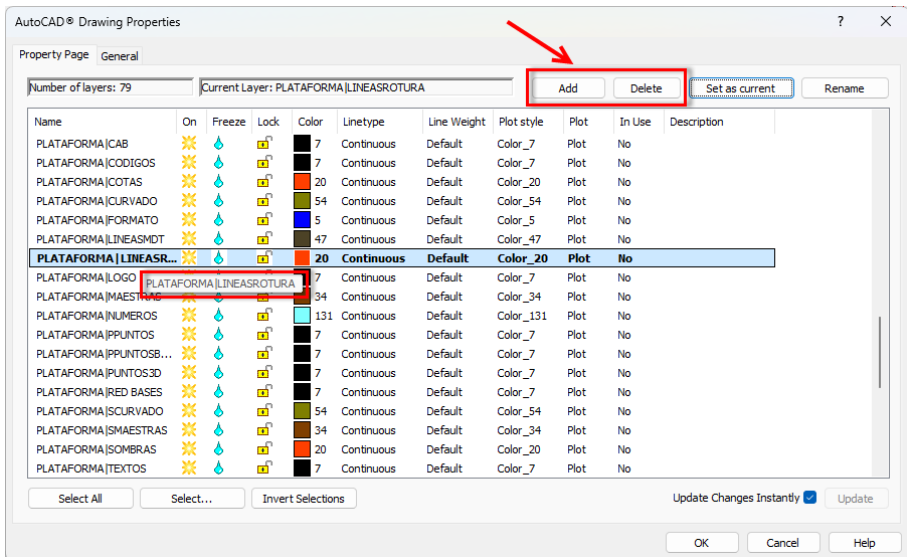 AutoCAD® Drawing Properties ? ×
Property Page General
Number of layers: 79 Current Layer: PLATAFORMA|LINEASROTURA Add Delete Set as current Rename
Name On Freeze Lock Color Linetype Line Weight Plot style Plot In Use Description
PLATAFORMA|CAB 7 Continuous Default Color_7 Plot No
PLATAFORMA|CODIGOS 7 Continuous Default Color_7 Plot No
PLATAFORMA|COTAS 20 Continuous Default Color_20 Plot No
PLATAFORMA|CURVADO 54 Continuous Default Color_54 Plot No
PLATAFORMA|FORMATO 5 Continuous Default Color_5 Plot No
PLATAFORMA|LINEASMDT 47 Continuous Default Color_47 Plot No
PLATAFORMA|LINEASR... 20 Continuous Default Color_20 Plot No
PLATAFORMA|LOGO 7 Continuous Default Color_7 Plot No
PLATAFORMA|LINEASROTURA
PLATAFORMA|MAESTRAS 34 Continuous Default Color_34 Plot No
PLATAFORMA|NUMEROS 131 Continuous Default Color_131 Plot No
PLATAFORMA|PPUNTOS 7 Continuous Default Color_7 Plot No
PLATAFORMA|PPUNTOSB... 7 Continuous Default Color_7 Plot No
PLATAFORMA|PUNTOS3D 7 Continuous Default Color_7 Plot No
PLATAFORMA|RED BASES 7 Continuous Default Color_7 Plot No
PLATAFORMA|SCURVADO 54 Continuous Default Color_54 Plot No
PLATAFORMA|SMAESTRAS 34 Continuous Default Color_34 Plot No
PLATAFORMA|SOMBRAS 20 Continuous Default Color_20 Plot No
PLATAFORMA|TEXTOS 7 Continuous Default Color_7 Plot No
Select All Select... Invert Selections Update Changes Instantly Update
OK Cancel Help